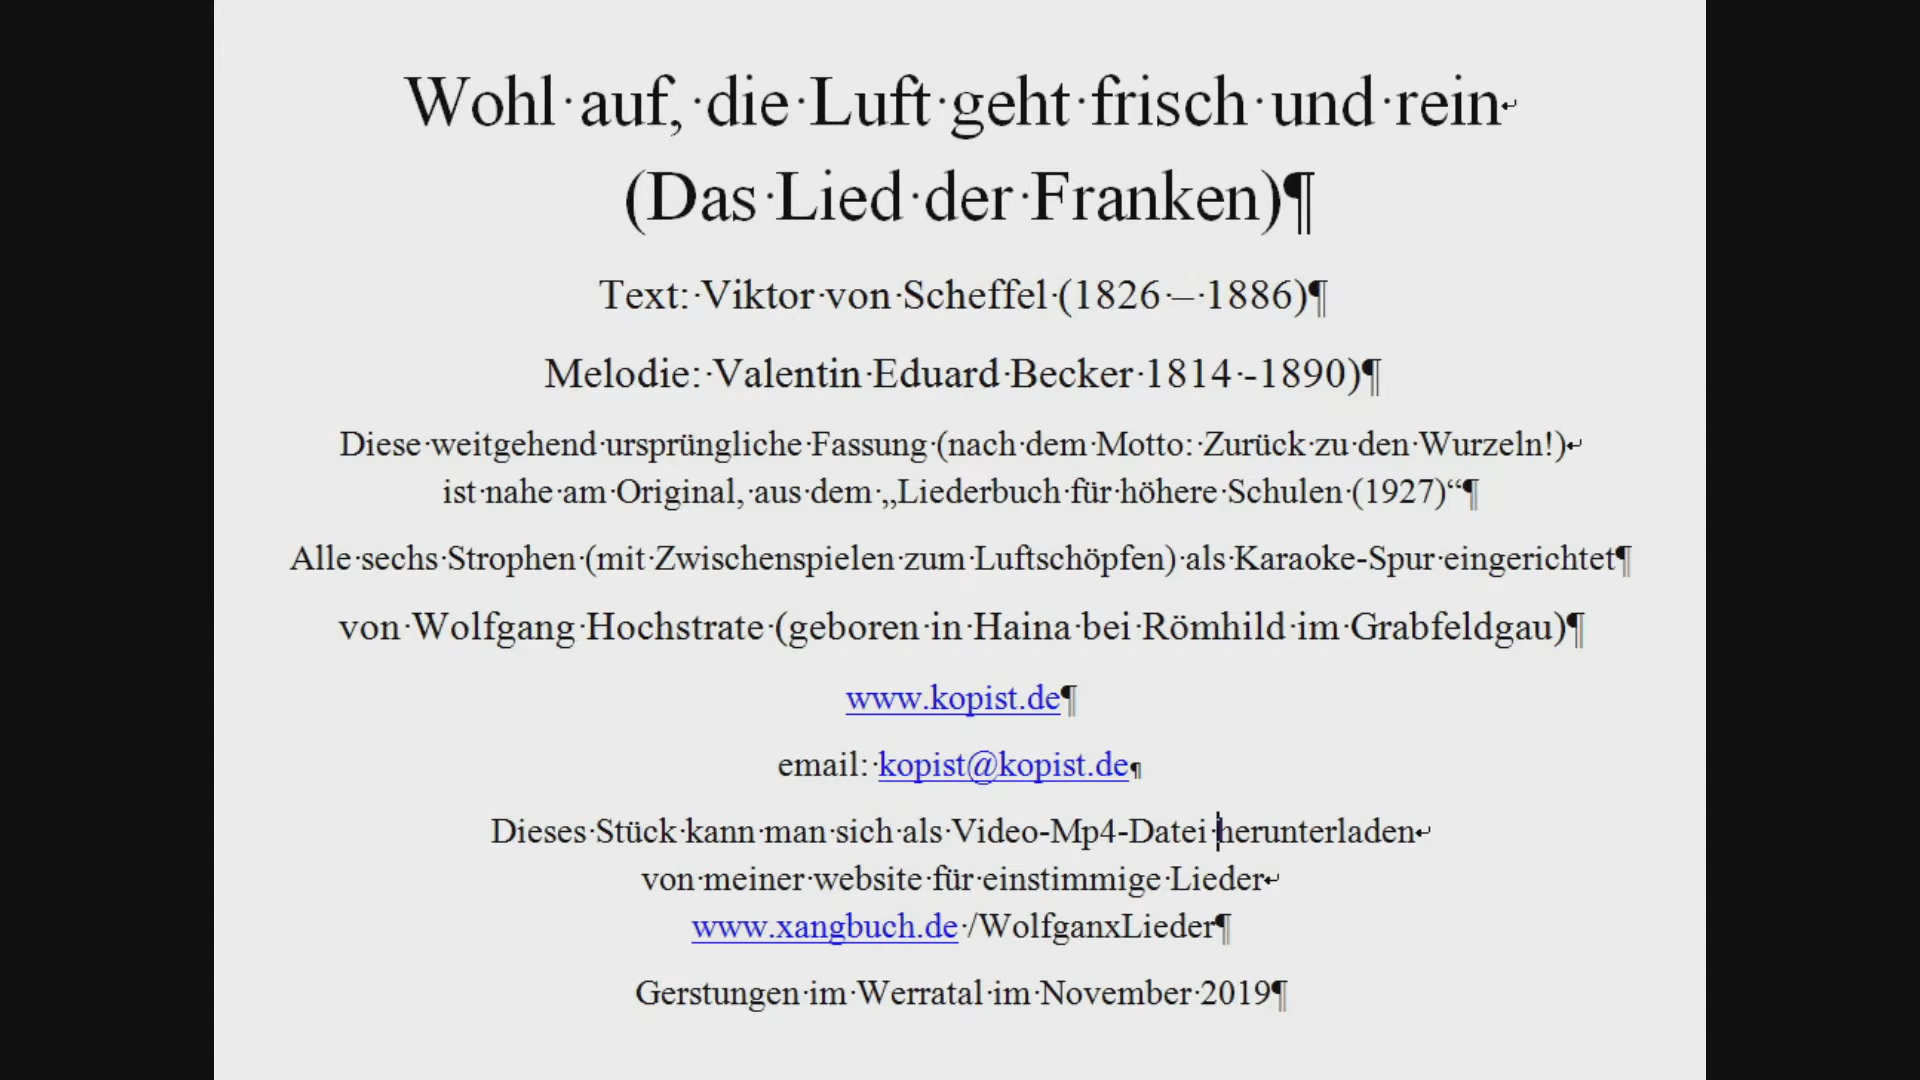 Wohl auf, die Luft geht frisch und rein
(Das Lied der Franken)¶
Text: Viktor von Scheffel (1826 – 1886)¶
Melodie: Valentin Eduard Becker 1814 -1890)¶
Diese weitgehend ursprüngliche Fassung (nach dem Motto: Zurück zu den Wurzeln!)
ist nahe am Original, aus dem „Liederbuch für höhere Schulen (1927)“¶
Alle sechs Strophen (mit Zwischenspielen zum Luftschöpfen) als Karaoke-Spur eingerichtet¶
von Wolfgang Hochstrate (geboren in Haina bei Römhild im Grabfeldgau)¶
www.kopist.de¶
email: kopist@kopist.de¶
Dieses Stück kann man sich als Video-Mp4-Datei herunterladen
von meiner website für einstimmige Lieder
www.xangbuch.de /WolfganxLieder¶
Gerstungen im Werratal im November 2019¶